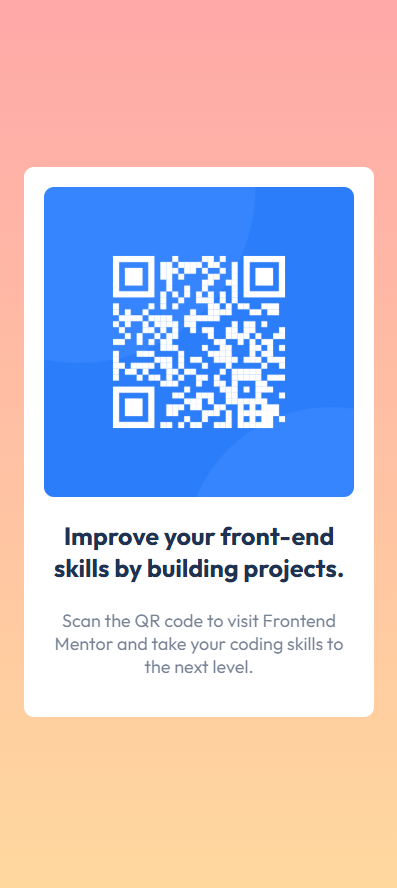 Improve your front-end
skills by building projects.
Scan the QR code to visit Frontend
Mentor and take your coding skills to
the next level.